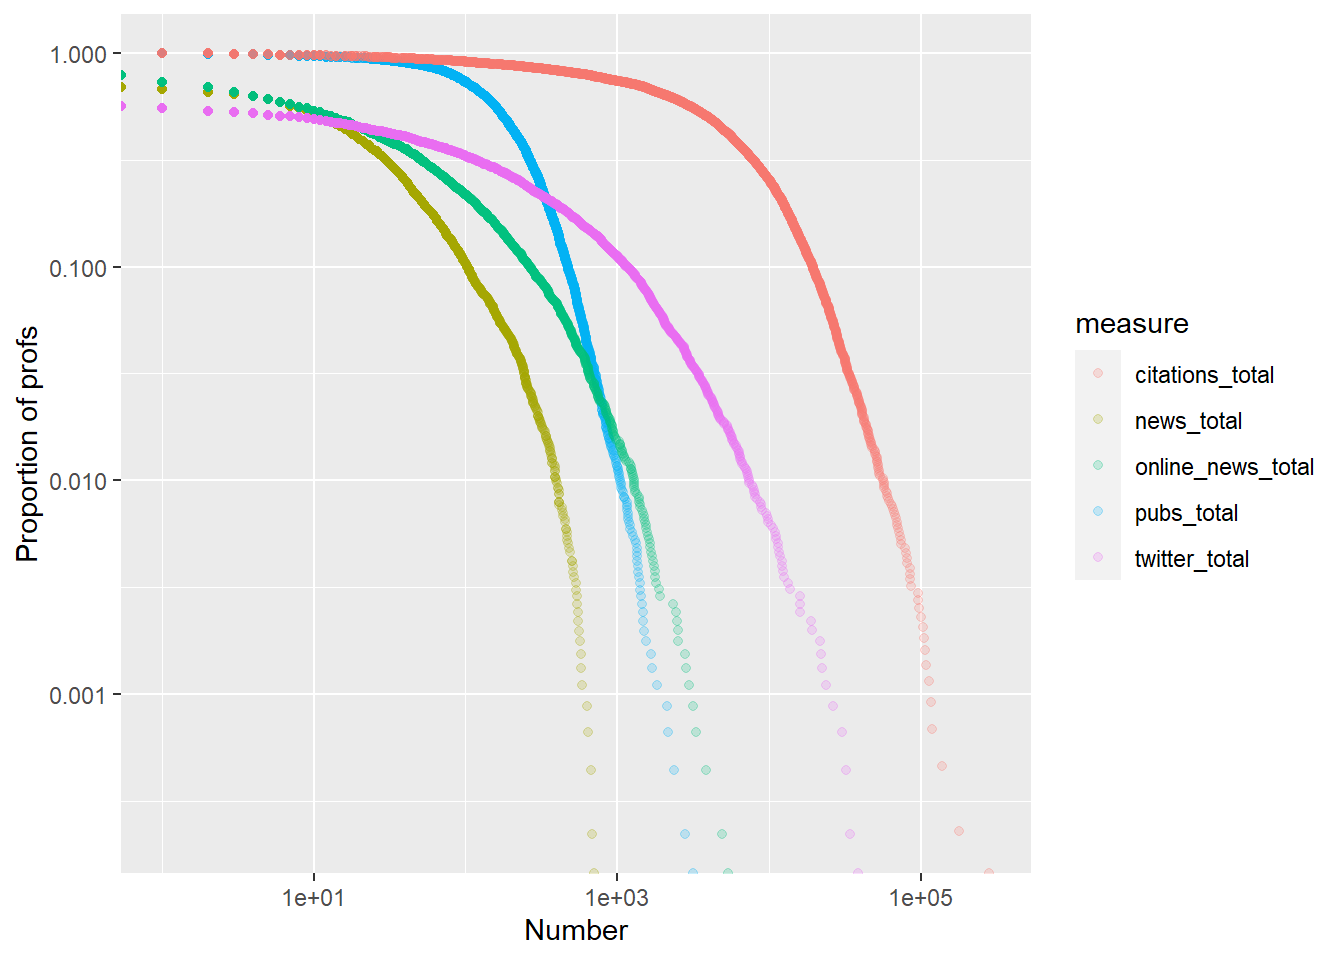 1.000
0.100
0.010
0.001
Proportion of profs
1e+01
1e+03
1e+05
Number
measure
citations_total
news_total
online_news_total
pubs_total
twitter_total